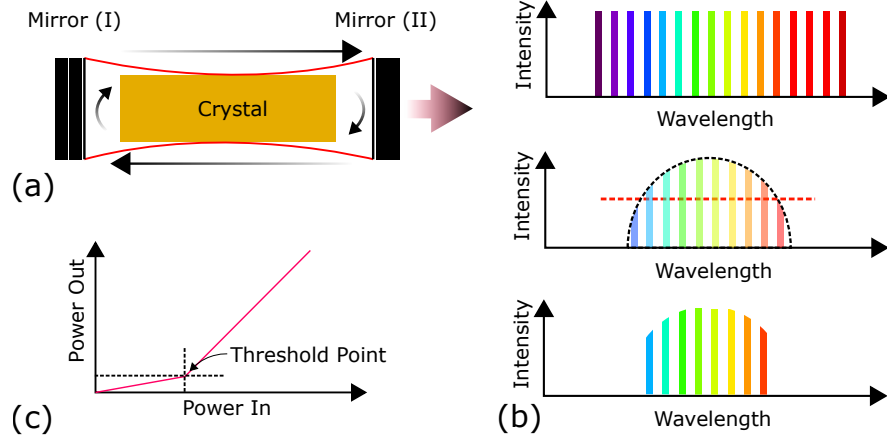 Mirror (I)
Mirror (II)
Crystal
(a)
Power Out
Threshold Point
Power In
(c)
Intensity
Wavelength
Intensity
Wavelength
Intensity
Wavelength
(b)